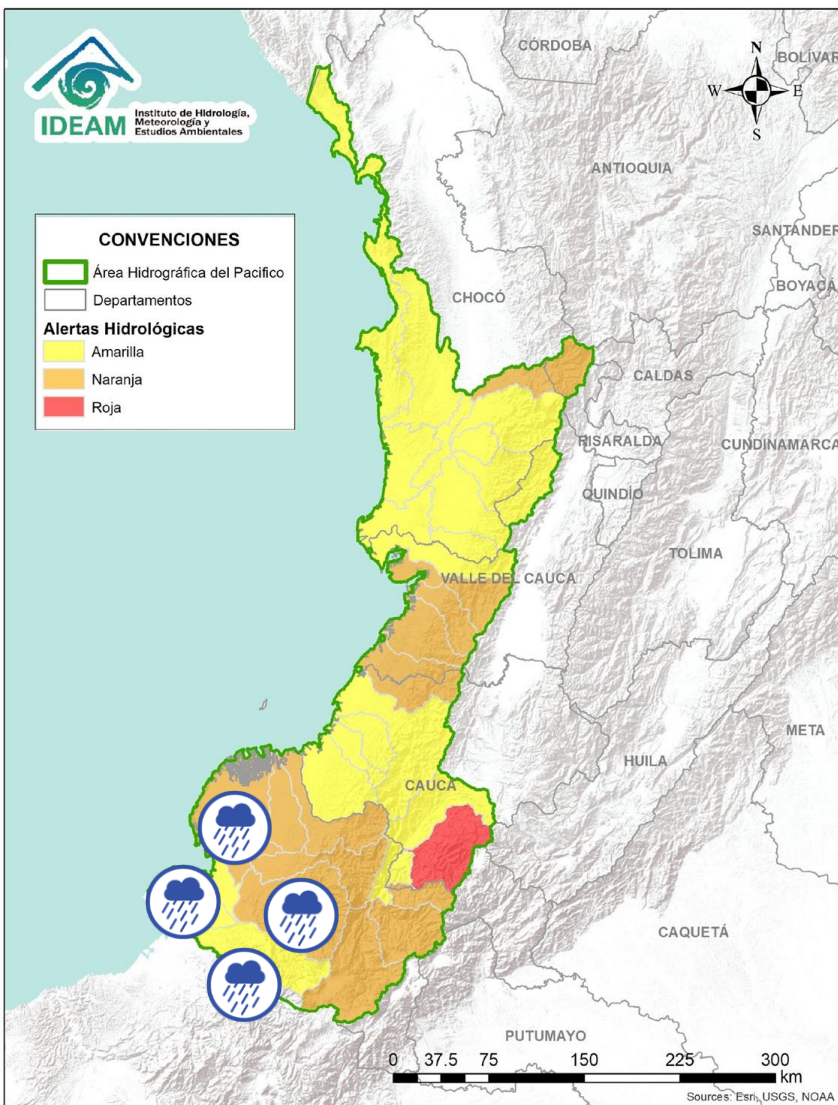 IDEAM
Instituto de Hidrología,
Meteorología y
Estudios Ambientales
CÓRDOBA
BOLÍVAR
N
W
E
S
ANTIOQUIA
CONVENCIONES
Área Hidrográfica del Pacifico
Departamentos
Alertas Hidrológicas
Amarilla
Naranja
Roja
SANTANDER
BOYACÁ
CHOCÓ
CALDAS
RISARALDA
CUNDINAMARCA
QUINDÍO
TOLIMA
VALLE DEL CAUCA
META
HUILA
CAUCA
CAQUETÁ
PUTUMAYO
0 37.5 75 150 225 300
km
Sources: Esri, USGS, NOAA